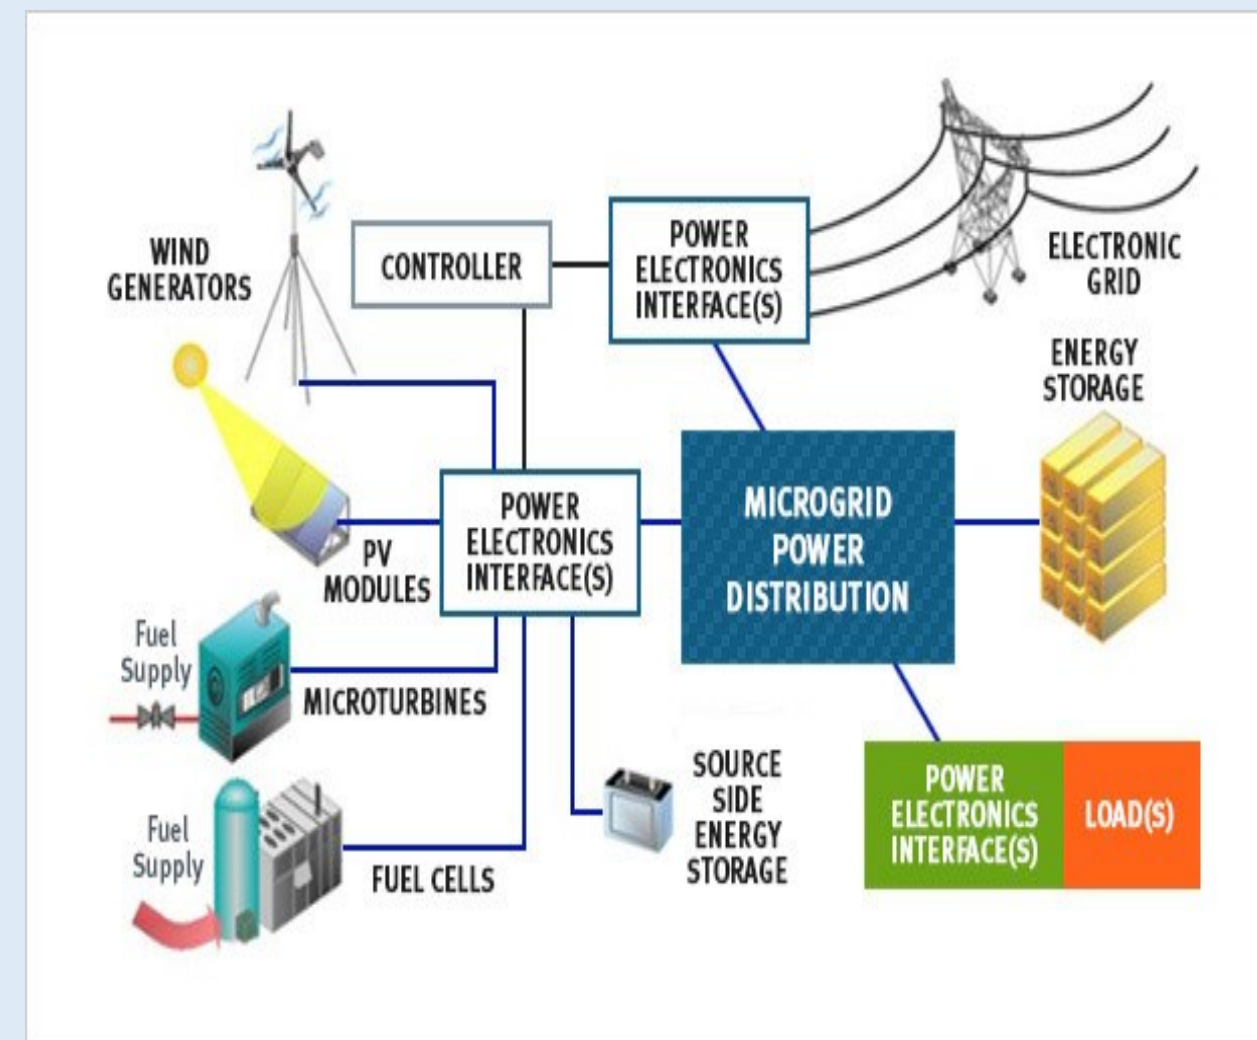 WIND
GENERATORS
CONTROLLER
POWER
ELECTRONICS
INTERFACE(S)
ELECTRONIC
GRID
ENERGY
STORAGE
PV
MODULES
POWER
ELECTRONICS
INTERFACE(S)
MICROGRID
POWER
DISTRIBUTION
Fuel
Supply
MICROTURBINES
Fuel
Supply
FUEL CELLS
SOURCE
SIDE
ENERGY
STORAGE
POWER
ELECTRONICS
INTERFACE(S)
LOAD(S)